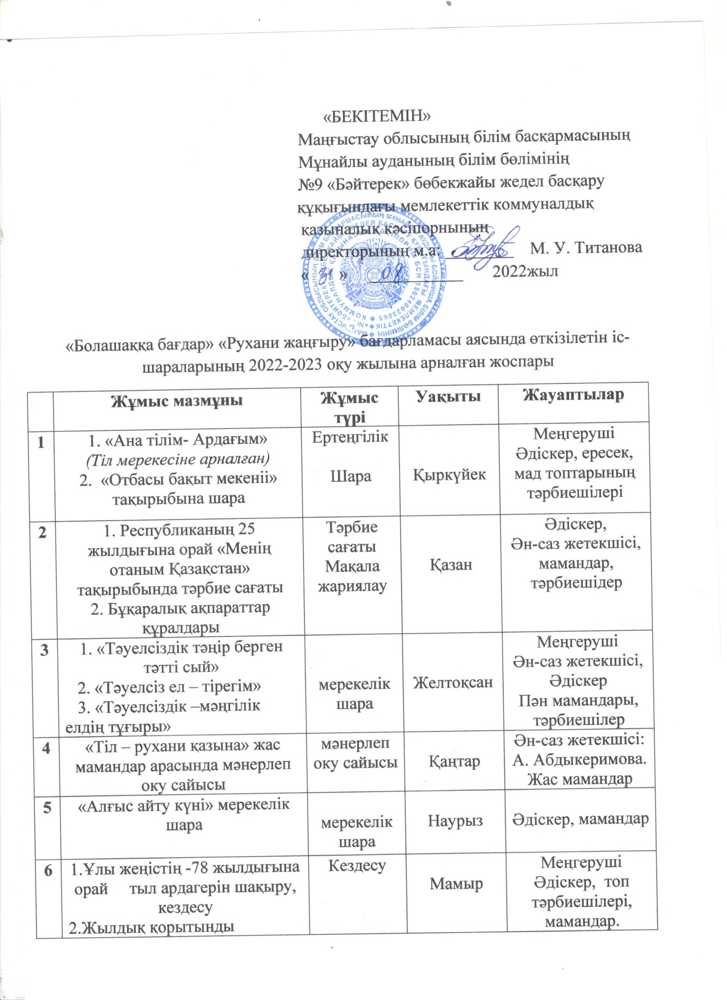 «БЕКІТЕМІН»
Маңғыстау облысының білім басқармасының
Мұнайлы ауданының білім бөлімінің
№9 «Бәйтерек» бөбекжайы жедел басқару
құқығындағы мемлекеттік коммуналдық
қазыналық кәсіпорнының
директорының м.а: ________ М. У. Титанова
« 31 » 08 2022жыл
«Болашаққа бағдар» «Рухани жаңғыру» бағдарламасы аясында өткізілетін іс-
шараларының 2022-2023 оқу жылына арналған жоспары
Жұмыс мазмұны
Жұмыс
түрі
Уақыты
Жауаптылар
1
1. «Ана тілім- Ардағым»
(Тіл мерекесіне арналған)
2. «Отбасы бақыт мекеніі»
тақырыбына шара
Ертеңгілік
Шара
Қыркүйек
Меңгеруші
Әдіскер, ересек,
мад топтарының
тәрбиешілері
2
1. Республиканың 25
жылдығына орай «Менің
отаным Қазақстан»
тақырыбында тәрбие сағаты
2. Бұқаралық ақпараттар
құралдары
Тәрбие
сағаты
Мақала
жариялау
Қазан
Әдіскер,
Ән-саз жетекшісі,
мамандар,
тәрбиешідер
3
1. «Тәуелсіздік тәңір берген
тәтті сый»
2. «Тәуелсіз ел – тірегім»
3. «Тәуелсіздік –мәңгілік
елдің тұғыры»
мерекелік
шара
Желтоқсан
Меңгеруші
Ән-саз жетекшісі,
Әдіскер
Пән мамандары,
тәрбиешілер
4
«Тіл – рухани қазына» жас
мамандар арасында мәнерлеп
оку сайысы
мәнерлеп
оку сайысы
Қаңтар
Ән-саз жетекшісі:
А. Абдыкеримова.
Жас мамандар
5
«Алғыс айту күні» мерекелік
шара
мерекелік
шара
Наурыз
Әдіскер, мамандар
6
1.Ұлы жеңістің -78 жылдығына
орай тыл ардагерін шақыру,
кездесу
2.Жылдық қорытынды
Кездесу
Мамыр
Меңгеруші
Әдіскер, топ
тәрбиешілері,
мамандар.